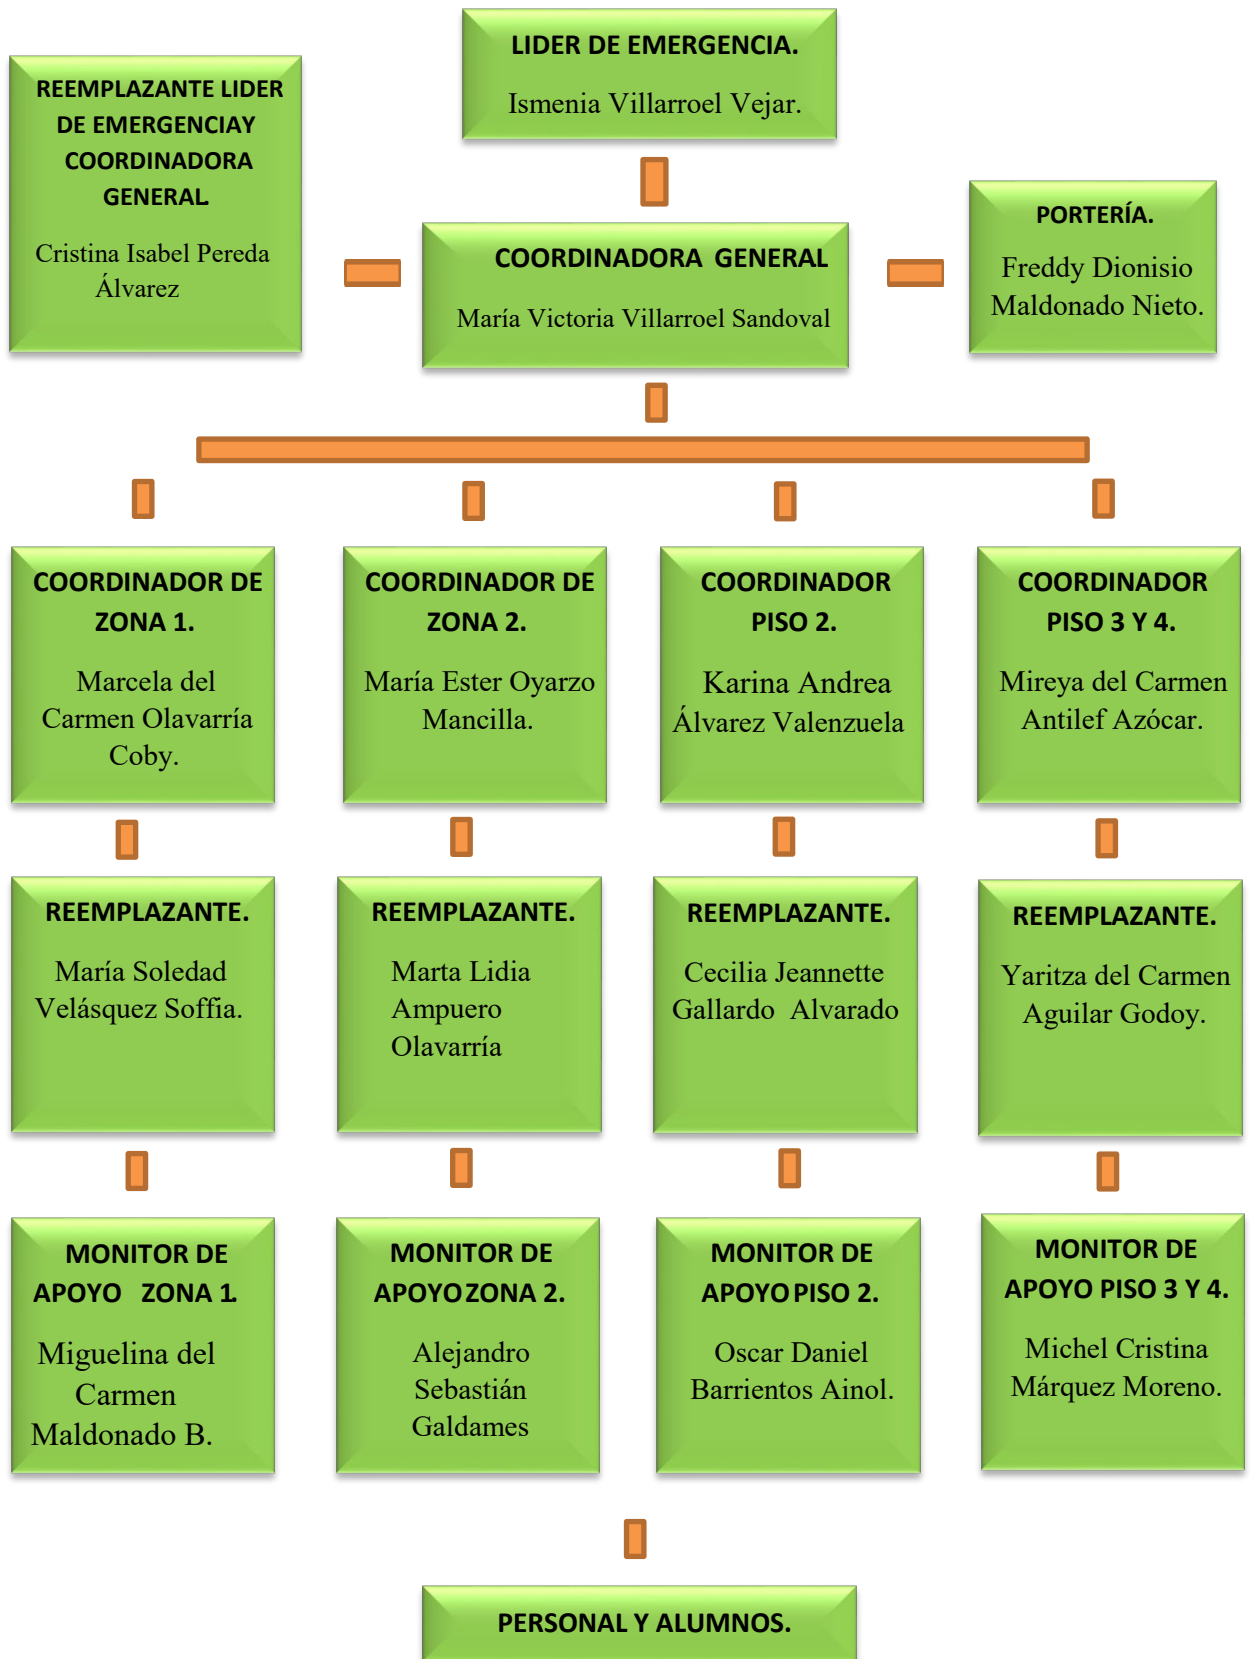 LIDER DE EMERGENCIA.
Ismenia Villarroel Vejar.
REEMPLAZANTE LIDER
DE EMERGENCIAY
COORDINADORA
GENERAL.
Cristina Isabel Pereda
Álvarez
COORDINADORA GENERAL
María Victoria Villarroel Sandoval
PORTERÍA.
Freddy Dionisio
Maldonado Nieto.
COORDINADOR DE
ZONA 1.
Marcela del
Carmen Olavarría
Coby.
COORDINADOR DE
ZONA 2.
María Ester Oyarzo
Mancilla.
COORDINADOR
PISO 2.
Karina Andrea
Álvarez Valenzuela
COORDINADOR
PISO 3 Y 4.
Mireya del Carmen
Antilef Azócar.
REEMPLAZANTE.
María Soledad
Velásquez Soffia.
REEMPLAZANTE.
Marta Lidia
Ampuero
Olavarría
REEMPLAZANTE.
Cecilia Jeannette
Gallardo Alvarado
REEMPLAZANTE.
Yaritza del Carmen
Aguilar Godoy.
MONITOR DE
APOYO ZONA 1.
Miguelina del
Carmen
Maldonado B.
MONITOR DE
APOYO ZONA 2.
Alejandro
Sebastián
Galdames
MONITOR DE
APOYO PISO 2.
Oscar Daniel
Barrientos Ainol.
MONITOR DE
APOYO PISO 3 Y 4.
Michel Cristina
Márquez Moreno.
PERSONAL Y ALUMNOS.